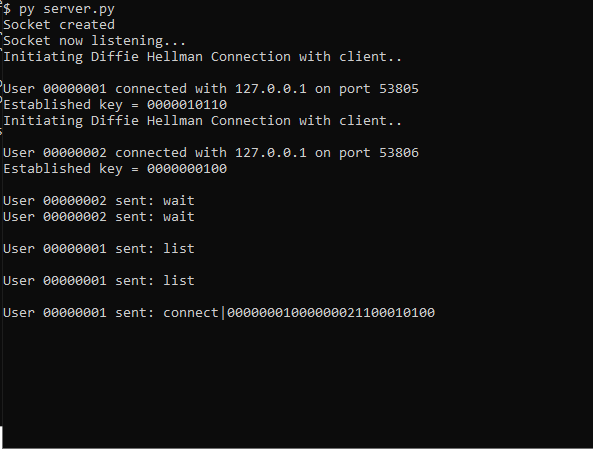 $ py server.py
Socket created
Socket now listening...
Initiating Diffie Hellman Connection with client..
User 00000001 connected with 127.0.0.1 on port 53805
Established key = 0000010110
Initiating Diffie Hellman Connection with client..
User 00000002 connected with 127.0.0.1 on port 53806
Established key = 0000000100
User 00000002 sent: wait
User 00000002 sent: wait
User 00000001 sent: list
User 00000001 sent: list
User 00000001 sent: connect|00000001000000021100010100